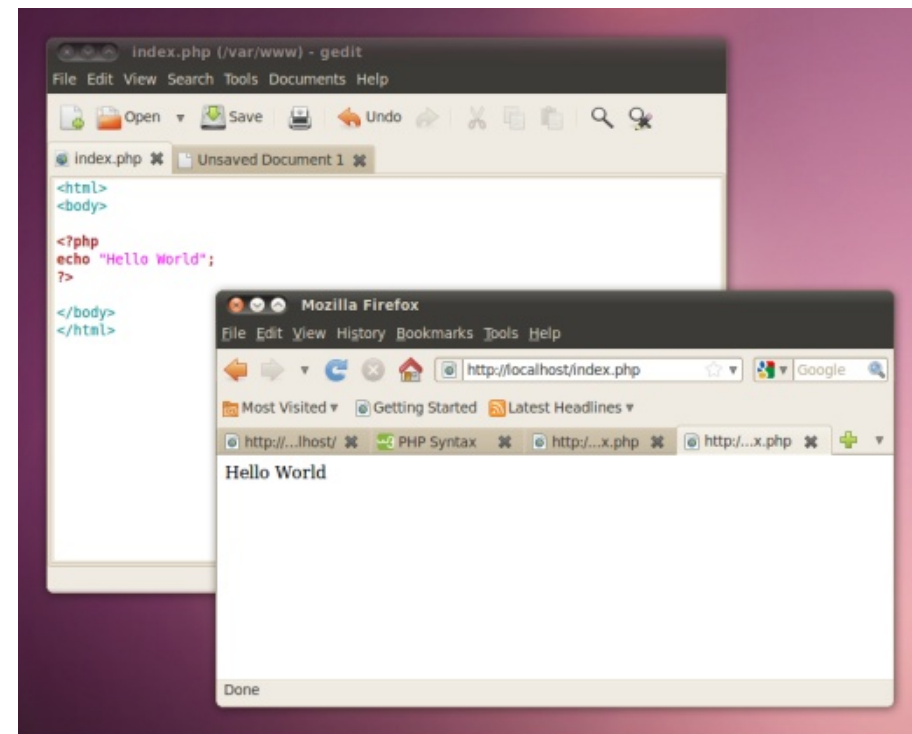 index.php (/var/www) - gedit
File Edit View Search Tools Documents Help
Open Save Undo
index.php Unsaved Document 1
<html>
<body>
<?php
echo "Hello World";
?>
</body>
</html>
Mozilla Firefox
File Edit View History Bookmarks Tools Help
http://localhost/index.php Google
Most Visited Getting Started Latest Headlines
http://...lhost/ PHP Syntax http:/...x.php http:/...x.php
Hello World
Done